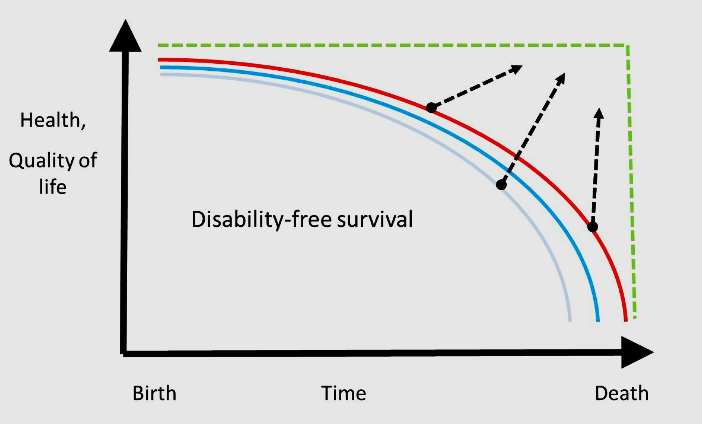 Health,
Quality of
life
Disability-free survival
Birth
Time
Death